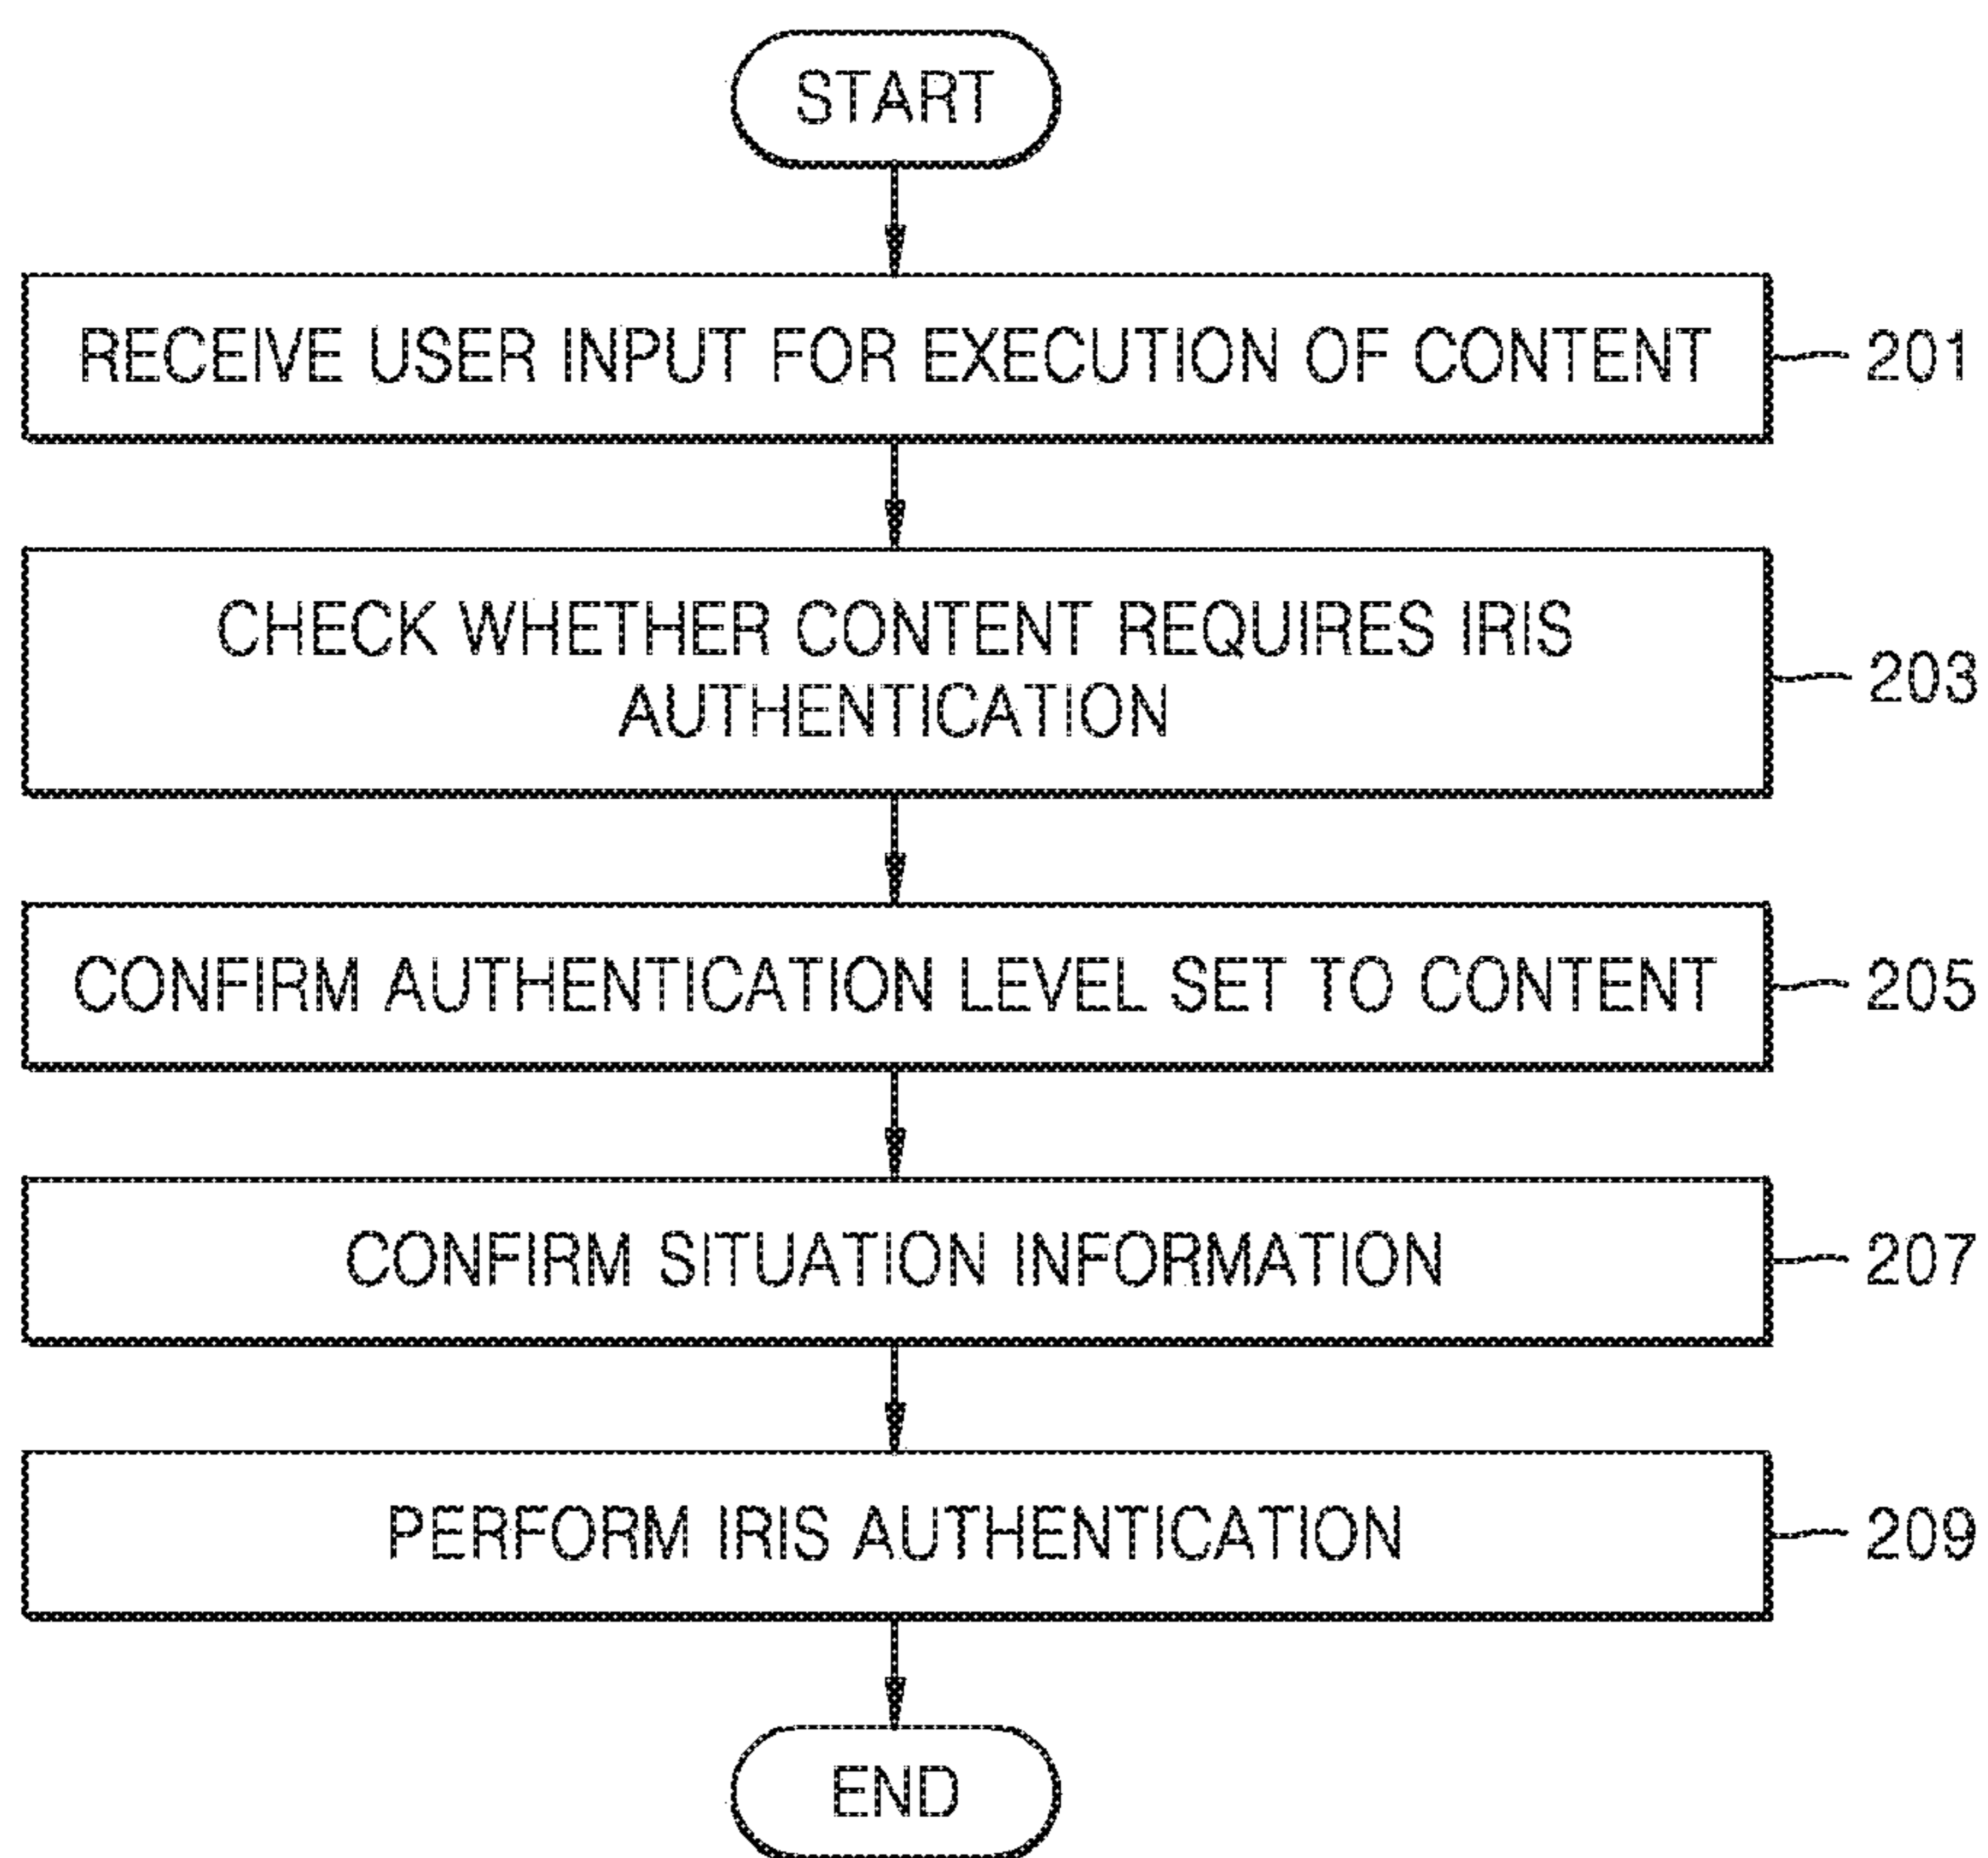 START
RECEIVE USER INPUT FOR EXECUTION OF CONTENT
201
CHECK WHETHER CONTENT REQUIRES IRIS
AUTHENTICATION
203
CONFIRM AUTHENTICATION LEVEL SET TO CONTENT
205
CONFIRM SITUATION INFORMATION
207
PERFORM IRIS AUTHENTICATION
209
END